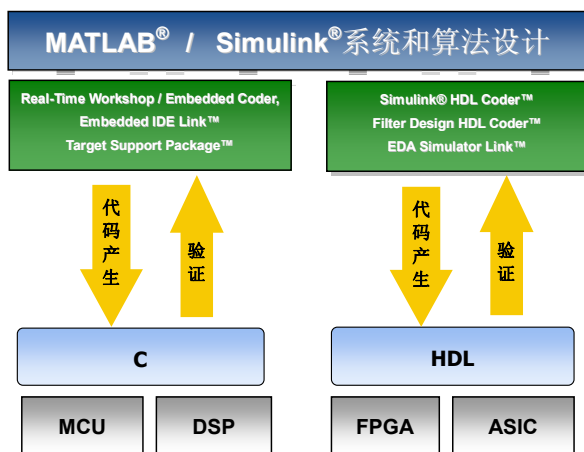 MATLAB® / Simulink®系统和算法设计
Real-Time Workshop / Embedded Coder,
Embedded IDE Link™
Target Support Package™
Simulink® HDL Coder™
Filter Design HDL Coder™
EDA Simulator Link™
代码产生
验证
代码产生
验证
C
HDL
MCU
DSP
FPGA
ASIC